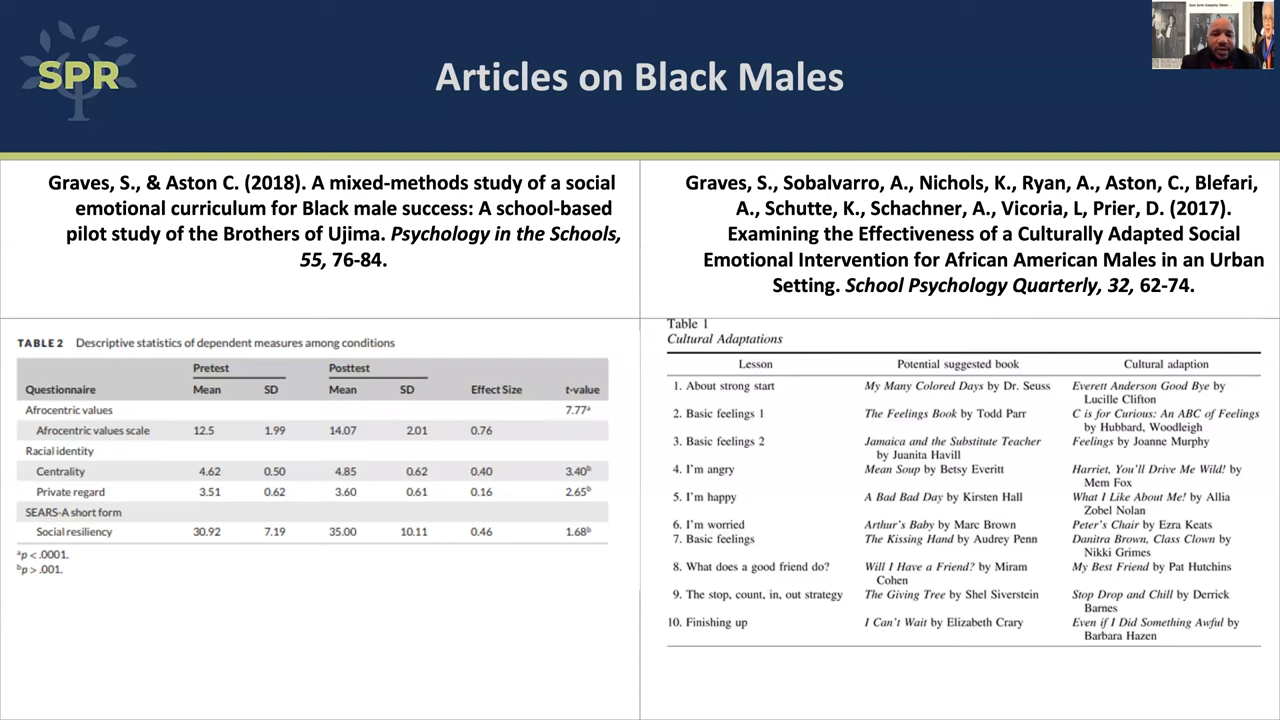 SPR
Articles on Black Males
Graves, S., & Aston C. (2018). A mixed-methods study of a social
emotional curriculum for Black male success: A school-based
pilot study of the Brothers of Ujima. Psychology in the Schools,
55, 76-84.
Graves, S., Sobalvarro, A., Nichols, K., Ryan, A., Aston, C., Blefari,
A., Schutte, K., Schachner, A., Vicoria, L, Prier, D. (2017).
Examining the Effectiveness of a Culturally Adapted Social
Emotional Intervention for African American Males in an Urban
Setting. School Psychology Quarterly, 32, 62-74.
TABLE 2 Descriptive statistics of dependent measures among conditions
Pretest Posttest
Questionnaire Mean SD Mean SD Effect Size t-value
Afrocentric values 7.77a
Afrocentric values scale 12.5 1.99 14.07 2.01 0.76
Racial identity
Centrality 4.62 0.50 4.85 0.62 0.40 3.40b
Private regard 3.51 0.62 3.60 0.61 0.16 2.65b
SEARS-A short form
Social resiliency 30.92 7.19 35.00 10.11 0.46 1.68b
ap < .0001.
bp > .001.
Table 1
Cultural Adaptations
Lesson Potential suggested book Cultural adaption
1. About strong start My Many Colored Days by Dr. Seuss Everett Anderson Good Bye by
Lucille Clifton
2. Basic feelings 1 The Feelings Book by Todd Parr C is for Curious: An ABC of Feelings
by Hubbard, Woodleigh
3. Basic feelings 2 Jamaica and the Substitute Teacher Feelings by Joanne Murphy
by Juanita Havill
4. I'm angry Mean Soup by Betsy Everitt Harriet, You'll Drive Me Wild! by
Mem Fox
5. I'm happy A Bad Bad Day by Kirsten Hall What I Like About Me! by Allia
Zobel Nolan
6. I'm worried Arthur's Baby by Marc Brown Peter's Chair by Ezra Keats
7. Basic feelings The Kissing Hand by Audrey Penn Danitra Brown, Class Clown by
Nikki Grimes
8. What does a good friend do? Will I Have a Friend? by Miram My Best Friend by Pat Hutchins
Cohen
9. The stop, count, in, out strategy The Giving Tree by Shel Siverstein Stop Drop and Chill by Derrick
Barnes
10. Finishing up I Can't Wait by Elizabeth Crary Even if I Did Something Awful by
Barbara Hazen